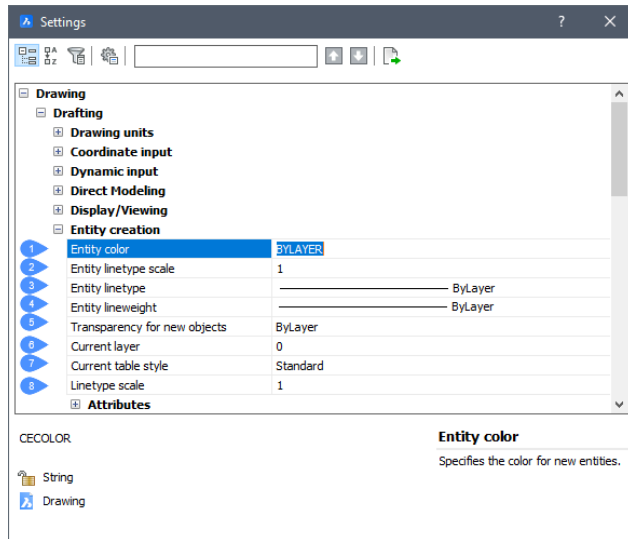 Settings ?
A Z
Drawing
Drafting
Drawing units
Coordinate input
Dynamic input
Direct Modeling
Display/Viewing
Entity creation
1 Entity color BYLAYER
2 Entity linetype scale 1
3 Entity linetype ByLayer
4 Entity lineweight ByLayer
5 Transparency for new objects ByLayer
6 Current layer 0
7 Current table style Standard
8 Linetype scale 1
Attributes
CECOLOR Entity color
Specifies the color for new entities.
String
Drawing